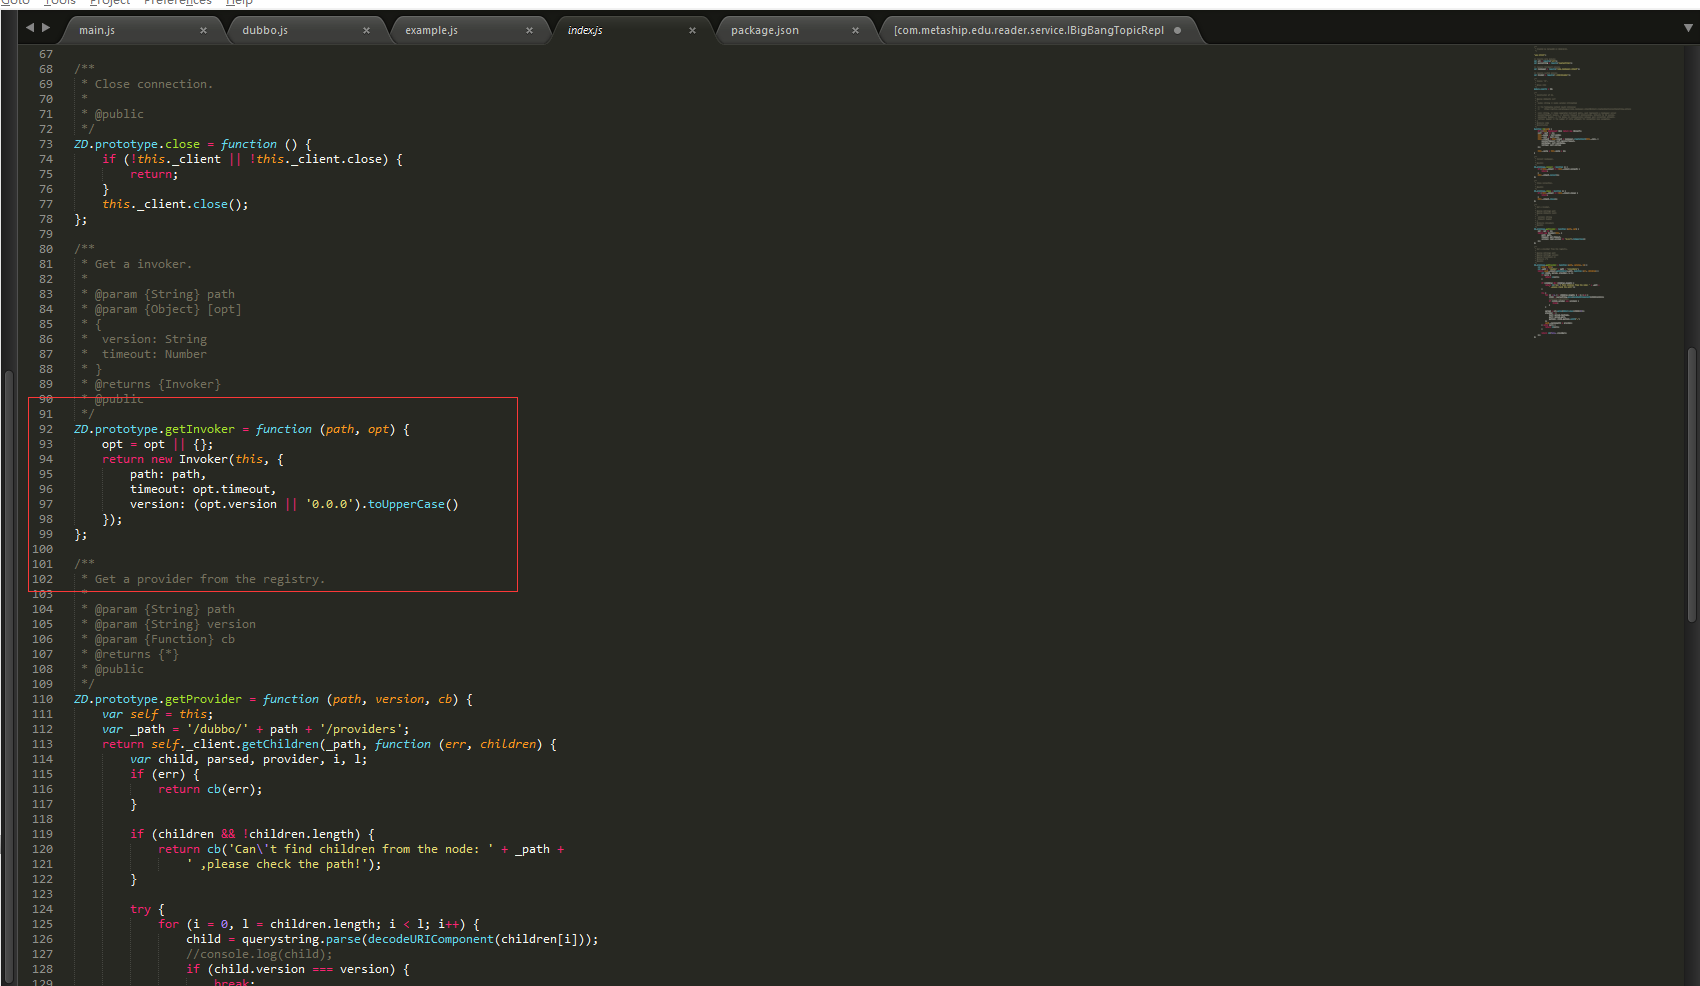 Goto Tools Project Preferences Help
main.js × dubbo.js × example.js × index.js × package.json × [com.metaship.edu.reader.service.IBigBangTopicRepl
67
68 /**
69  * Close connection.
70  *
71  * @public
72  */
73 ZD.prototype.close = function () {
74     if (!this._client || !this._client.close) {
75         return;
76     }
77     this._client.close();
78 };
79
80 /**
81  * Get a invoker.
82  *
83  * @param {String} path
84  * @param {Object} [opt]
85  * {
86  *  version: String
87  *  timeout: Number
88  * }
89  * @returns {Invoker}
90  * @public
91  */
92 ZD.prototype.getInvoker = function (path, opt) {
93     opt = opt || {};
94     return new Invoker(this, {
95         path: path,
96         timeout: opt.timeout,
97         version: (opt.version || '0.0.0').toUpperCase()
98     });
99 };
100
101 /**
102  * Get a provider from the registry.
103  *
104  * @param {String} path
105  * @param {String} version
106  * @param {Function} cb
107  * @returns {*}
108  * @public
109  */
110 ZD.prototype.getProvider = function (path, version, cb) {
111     var self = this;
112     var _path = '/dubbo/' + path + '/providers';
113     return self._client.getChildren(_path, function (err, children) {
114         var child, parsed, provider, i, l;
115         if (err) {
116             return cb(err);
117         }
118
119         if (children && !children.length) {
120             return cb('Can\'t find children from the node: ' + _path +
121                 ' ,please check the path!');
122         }
123
124         try {
125             for (i = 0, l = children.length; i < l; i++) {
126                 child = querystring.parse(decodeURIComponent(children[i]));
127                 //console.log(child);
128                 if (child.version === version) {
129                     break;